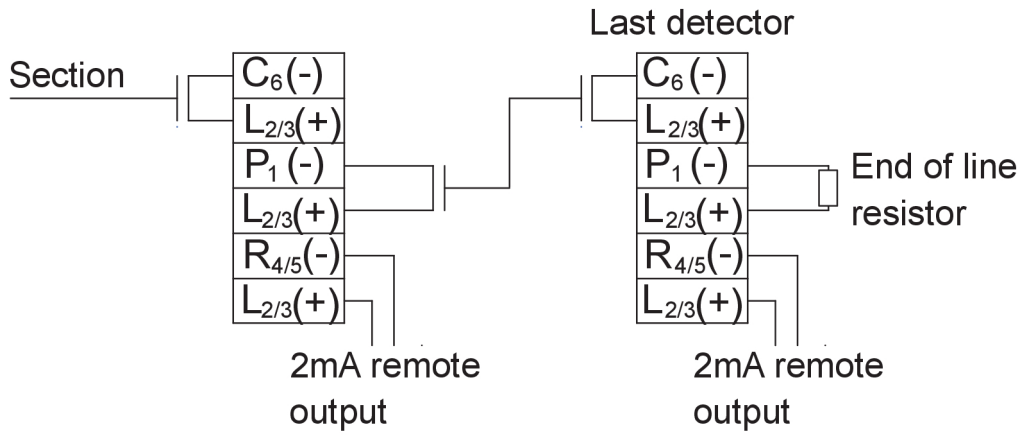 Last detector
Section
C₆(-)
L₂/₃(+)
P₁(-)
L₂/₃(+)
R₄/₅(-)
L₂/₃(+)
2mA remote
output
C₆(-)
L₂/₃(+)
P₁(-)
L₂/₃(+)
R₄/₅(-)
L₂/₃(+)
End of line
resistor
2mA remote
output